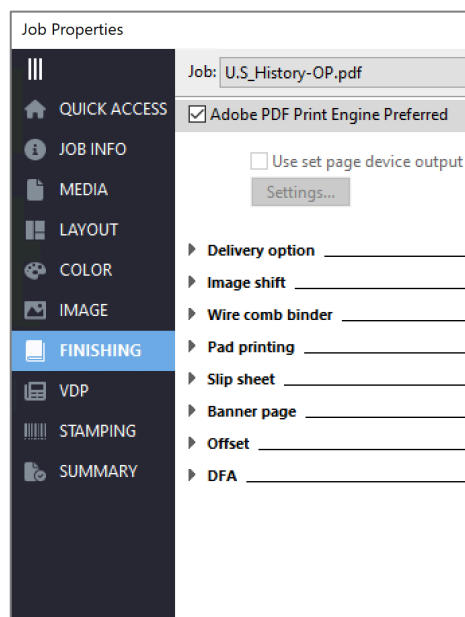 Job Properties
Job: U.S_History-OP.pdf
QUICK ACCESS
Adobe PDF Print Engine Preferred
JOB INFO
Use set page device output
MEDIA
Settings...
LAYOUT
Delivery option
COLOR
Image shift
IMAGE
Wire comb binder
FINISHING
Pad printing
Slip sheet
VDP
Banner page
STAMPING
Offset
SUMMARY
DFA